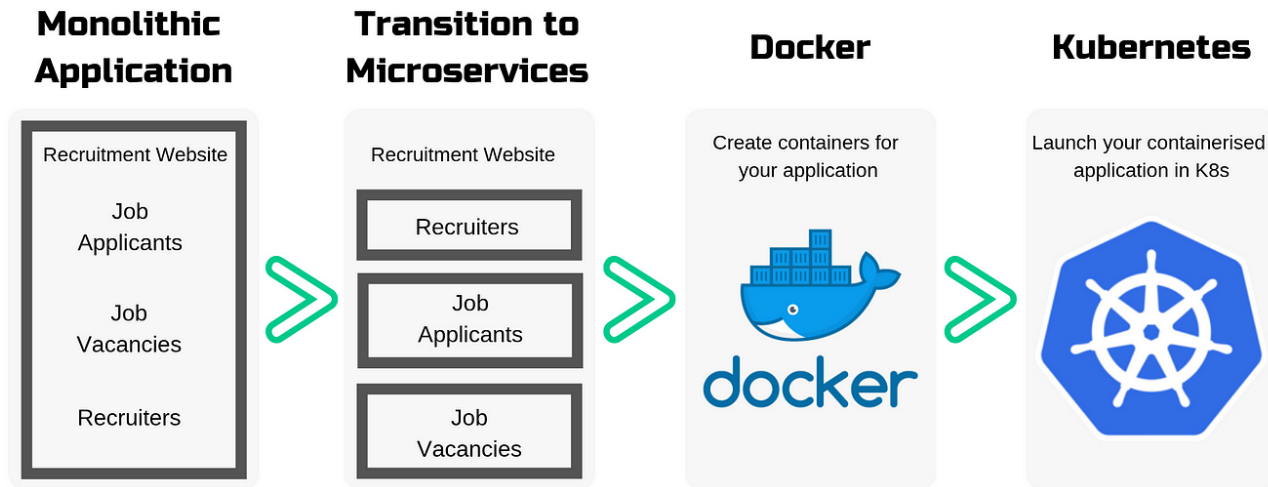 Monolithic
Application
Recruitment Website
Job
Applicants
Job
Vacancies
Recruiters
Transition to
Microservices
Recruitment Website
Recruiters
Job
Applicants
Job
Vacancies
Docker
Create containers for
your application
docker
Kubernetes
Launch your containerised
application in K8s